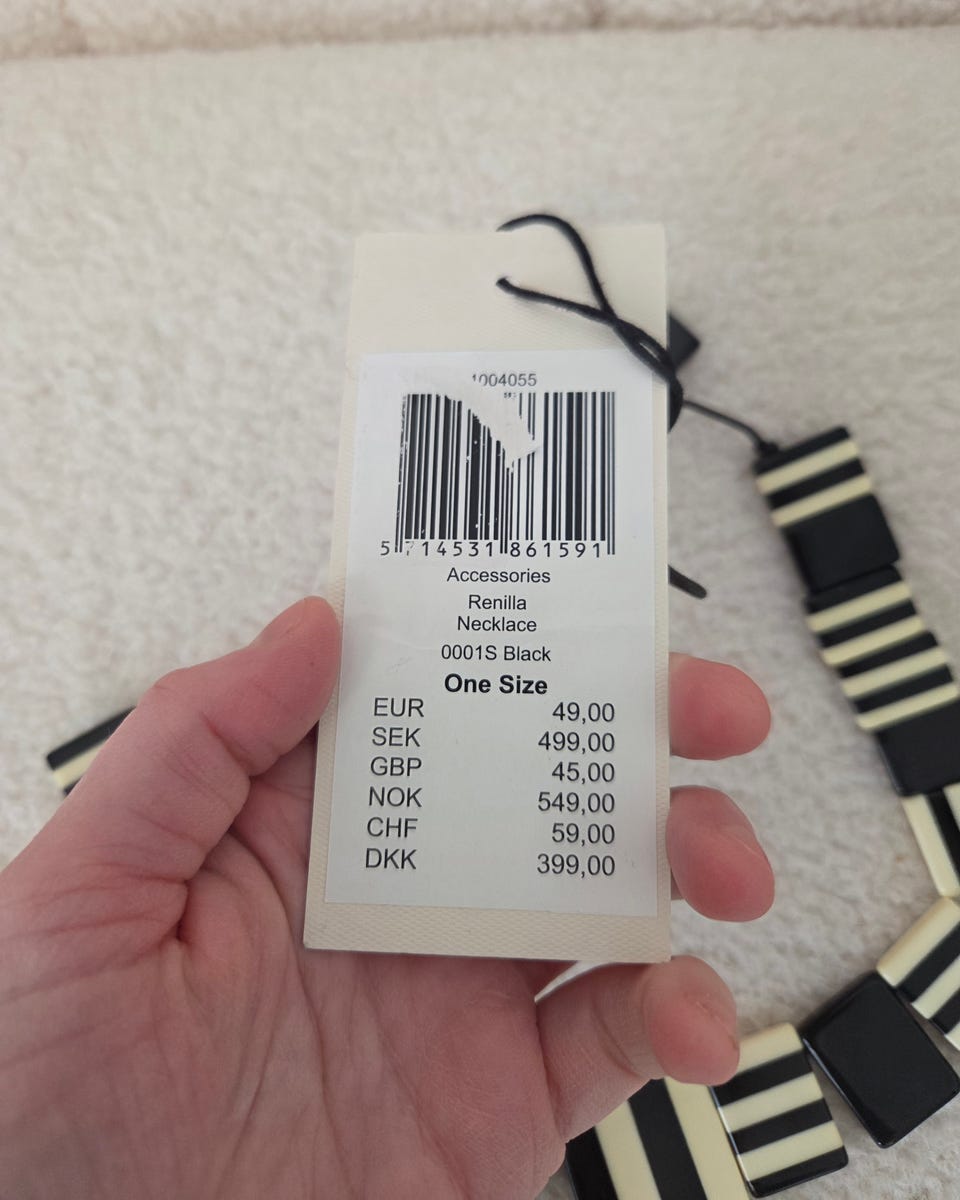 1004055
5 714531 861591
Accessories
Renilla
Necklace
0001S Black
One Size
EUR 49,00
SEK 499,00
GBP 45,00
NOK 549,00
CHF 59,00
DKK 399,00